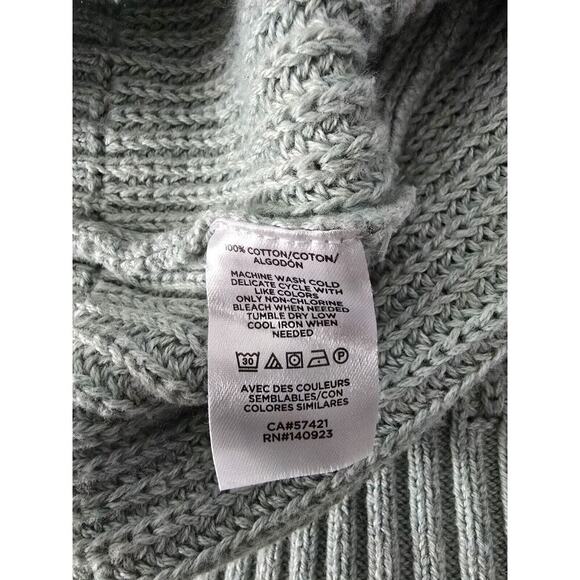 100% COTTON/COTON/
ALGODÓN
MACHINE WASH COLD
DELICATE CYCLE WITH
LIKE COLORS
ONLY NON-CHLORINE
BLEACH WHEN NEEDED
TUMBLE DRY LOW
COOL IRON WHEN
NEEDED
30 P
AVEC DES COULEURS
SEMBLABLES/CON
COLORES SIMILARES
CA#57421
RN#140923